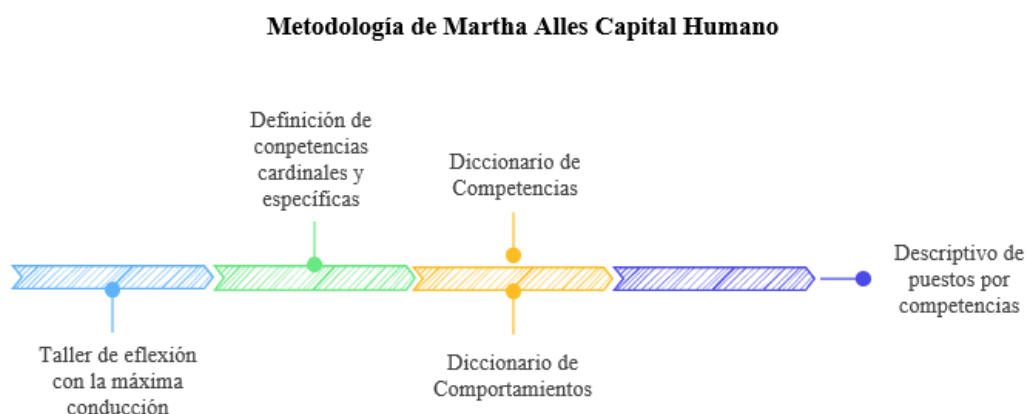 Metodología de Martha Alles Capital Humano
Definición de
conpetencias
cardinales y
específicas
Diccionario de
Competencias
Descriptivo de
puestos por
competencias
Taller de eflexión
con la máxima
conducción
Diccionario de
Comportamientos